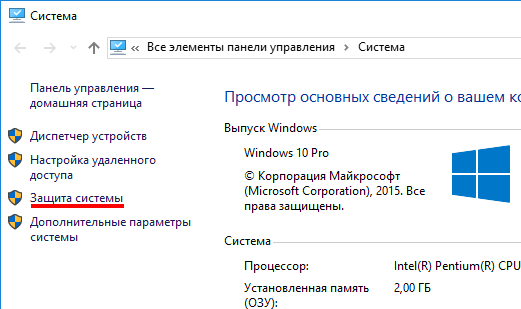 Система
Все элементы панели управления
Система
Панель управления —
домашняя страница
Диспетчер устройств
Настройка удаленного
доступа
Защита системы
Дополнительные параметры
системы
Просмотр основных сведений о вашем ко
Выпуск Windows
Windows 10 Pro
© Корпорация Майкрософт
(Microsoft Corporation), 2015. Все
права защищены.
Система
Процессор: Intel(R) Pentium(R) CPU
Установленная память 2,00 ГБ
(ОЗУ):